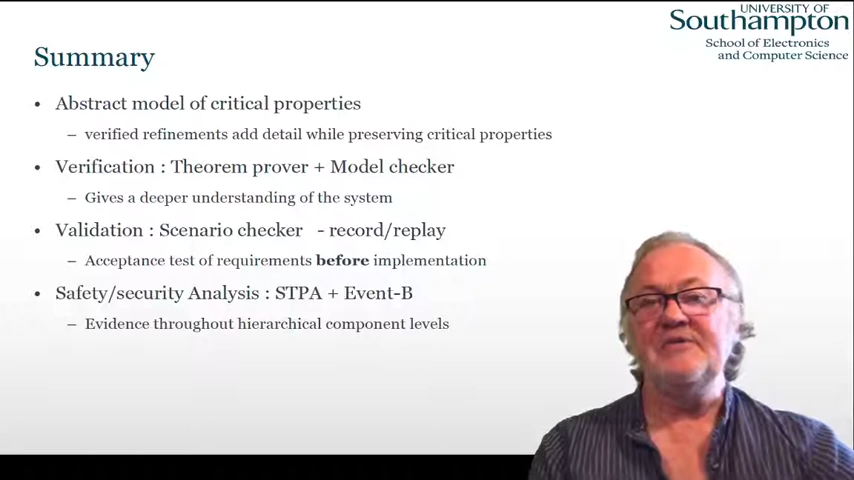 UNIVERSITY OF
Southampton
School of Electronics
and Computer Science
Summary
• Abstract model of critical properties
– verified refinements add detail while preserving critical properties
• Verification : Theorem prover + Model checker
– Gives a deeper understanding of the system
• Validation : Scenario checker - record/replay
– Acceptance test of requirements before implementation
• Safety/security Analysis : STPA + Event-B
– Evidence throughout hierarchical component levels